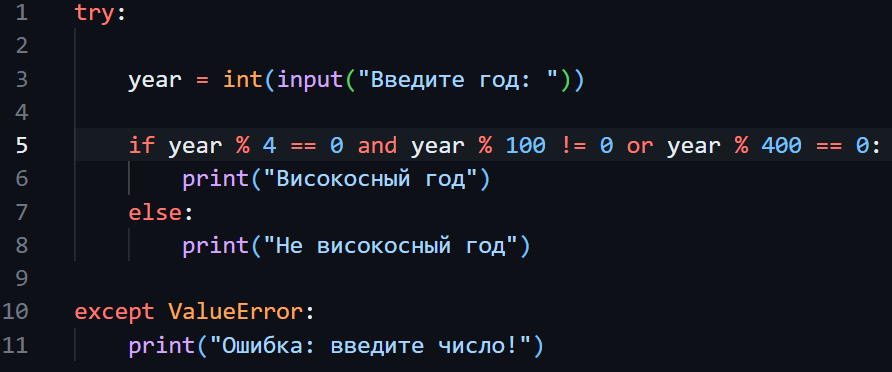 1 try:
2
3 year = int(input("Введите год: "))
4
5 if year % 4 == 0 and year % 100 != 0 or year % 400 == 0:
6 print("Високосный год")
7 else:
8 print("Не високосный год")
9
10 except ValueError:
11 print("Ошибка: введите число!")